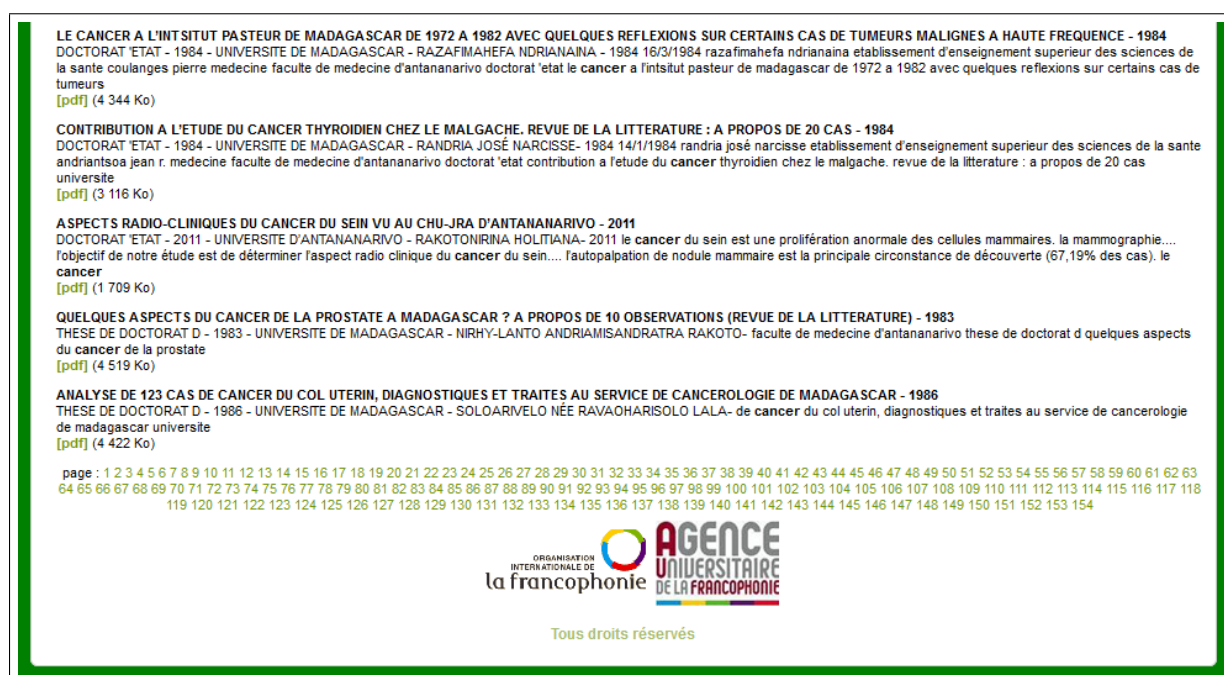 LE CANCER A L'INTSITUT PASTEUR DE MADAGASCAR DE 1972 A 1982 AVEC QUELQUES REFLEXIONS SUR CERTAINS CAS DE TUMEURS MALIGNES A HAUTE FREQUENCE - 1984
DOCTORAT 'ETAT - 1984 - UNIVERSITE DE MADAGASCAR - RAZAFIMAHEFA NDRIANAINA - 1984 16/3/1984 razafimahefa ndrianaina etablissement d'enseignement superieur des sciences de
la sante coulanges pierre medecine faculte de medecine d'antananarivo doctorat 'etat le cancer a l'intsitut pasteur de madagascar de 1972 a 1982 avec quelques reflexions sur certains cas de
tumeurs
[pdf] (4 344 Ko)
CONTRIBUTION A L'ETUDE DU CANCER THYROIDIEN CHEZ LE MALGACHE. REVUE DE LA LITTERATURE : A PROPOS DE 20 CAS - 1984
DOCTORAT 'ETAT - 1984 - UNIVERSITE DE MADAGASCAR - RANDRIA JOSÉ NARCISSE- 1984 14/1/1984 randria josé narcisse etablissement d'enseignement superieur des sciences de la sante
andriantsoa jean r. medecine faculte de medecine d'antananarivo doctorat 'etat contribution a l'etude du cancer thyroidien chez le malgache. revue de la litterature : a propos de 20 cas
universite
[pdf] (3 116 Ko)
ASPECTS RADIO-CLINIQUES DU CANCER DU SEIN VU AU CHU-JRA D'ANTANANARIVO - 2011
DOCTORAT 'ETAT - 2011 - UNIVERSITE D'ANTANANARIVO - RAKOTONIRINA HOLITIANA- 2011 le cancer du sein est une prolifération anormale des cellules mammaires. la mammographie....
l'objectif de notre étude est de déterminer l'aspect radio clinique du cancer du sein.... l'autopalpation de nodule mammaire est la principale circonstance de découverte (67,19% des cas). le
cancer
[pdf] (1 709 Ko)
QUELQUES ASPECTS DU CANCER DE LA PROSTATE A MADAGASCAR ? A PROPOS DE 10 OBSERVATIONS (REVUE DE LA LITTERATURE) - 1983
THESE DE DOCTORAT D - 1983 - UNIVERSITE DE MADAGASCAR - NIRHY-LANTO ANDRIAMISANDRATRA RAKOTO- faculte de medecine d'antananarivo these de doctorat d quelques aspects
du cancer de la prostate
[pdf] (4 519 Ko)
ANALYSE DE 123 CAS DE CANCER DU COL UTERIN, DIAGNOSTIQUES ET TRAITES AU SERVICE DE CANCEROLOGIE DE MADAGASCAR - 1986
THESE DE DOCTORAT D - 1986 - UNIVERSITE DE MADAGASCAR - SOLOARIVELO NÉE RAVAOHARISOLO LALA- de cancer du col uterin, diagnostiques et traites au service de cancerologie
de madagascar universite
[pdf] (4 422 Ko)
page : 1 2 3 4 5 6 7 8 9 10 11 12 13 14 15 16 17 18 19 20 21 22 23 24 25 26 27 28 29 30 31 32 33 34 35 36 37 38 39 40 41 42 43 44 45 46 47 48 49 50 51 52 53 54 55 56 57 58 59 60 61 62 63
64 65 66 67 68 69 70 71 72 73 74 75 76 77 78 79 80 81 82 83 84 85 86 87 88 89 90 91 92 93 94 95 96 97 98 99 100 101 102 103 104 105 106 107 108 109 110 111 112 113 114 115 116 117 118
119 120 121 122 123 124 125 126 127 128 129 130 131 132 133 134 135 136 137 138 139 140 141 142 143 144 145 146 147 148 149 150 151 152 153 154
ORGANISATION
INTERNATIONALE DE
la francophonie
AGENCE
UNIVERSITAIRE
DE LA FRANCOPHONIE
Tous droits réservés